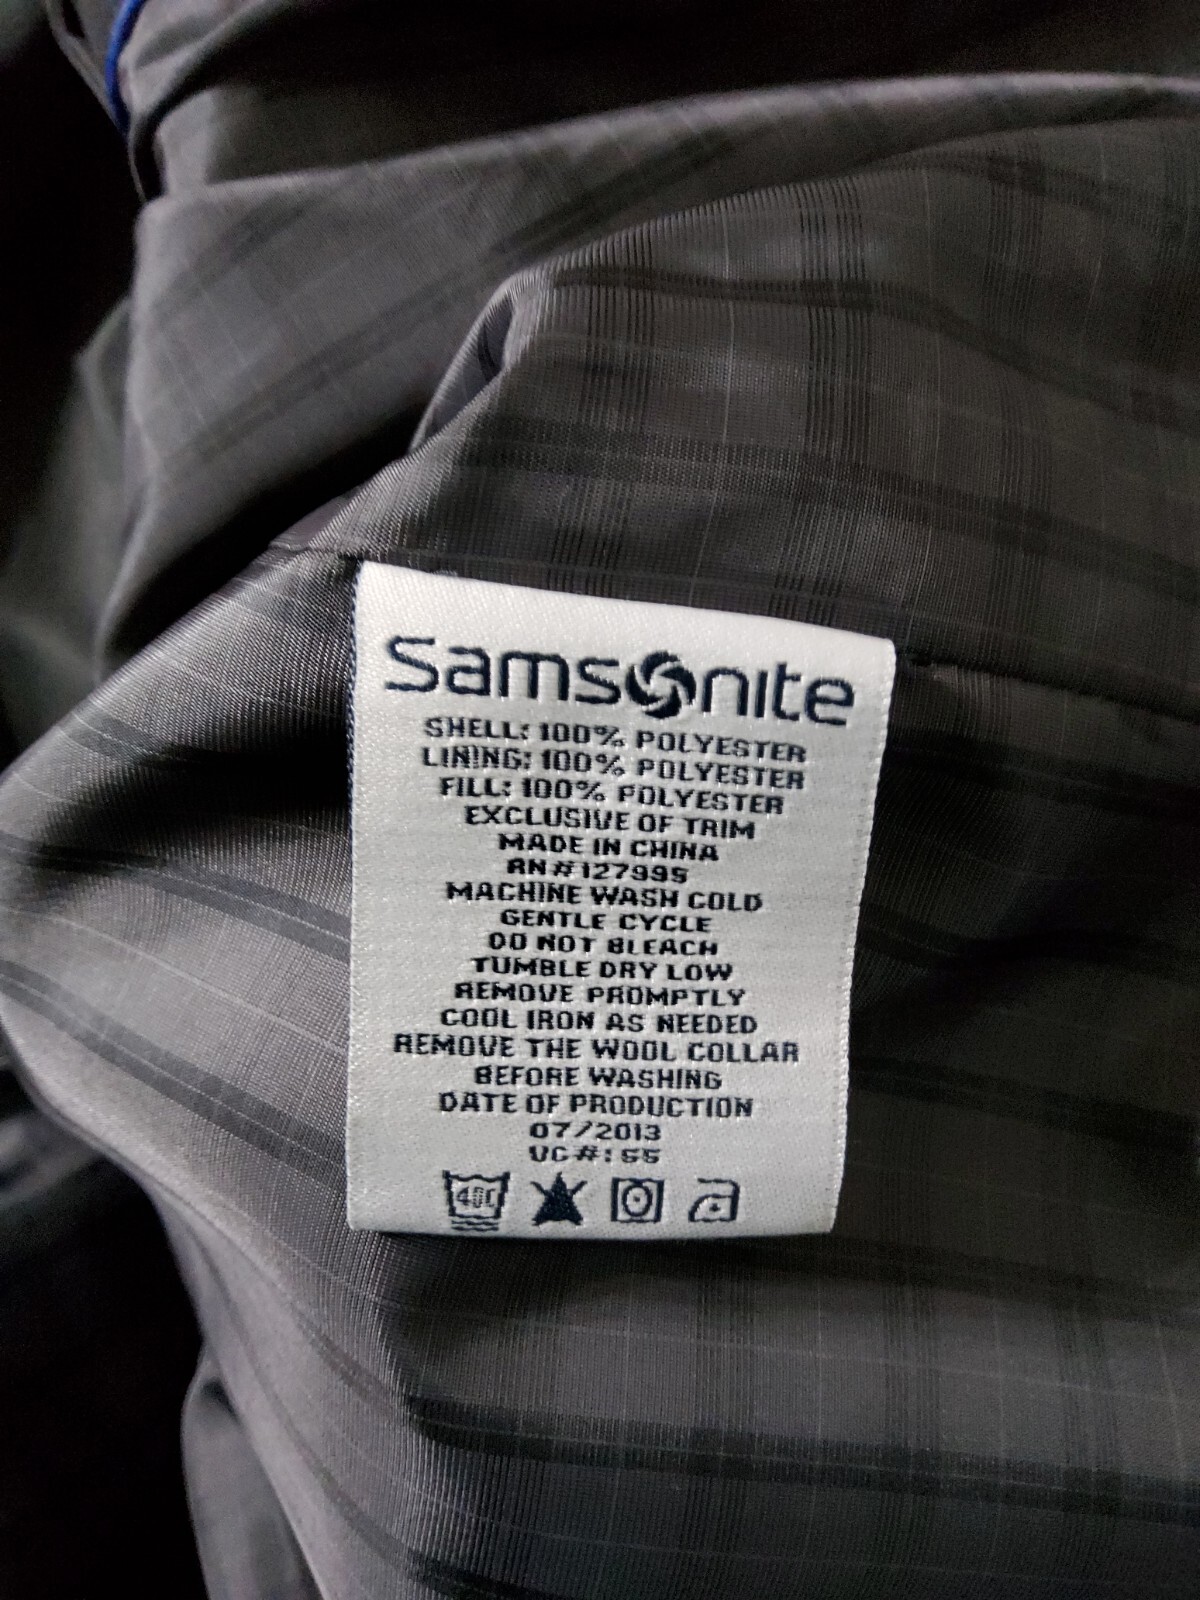 Samsonite
SHELL: 100% POLYESTER
LINING: 100% POLYESTER
FILL: 100% POLYESTER
EXCLUSIVE OF TRIM
MADE IN CHINA
RN#127995
MACHINE WASH COLD
GENTLE CYCLE
DO NOT BLEACH
TUMBLE DRY LOW
REMOVE PROMPTLY
COOL IRON AS NEEDED
REMOVE THE WOOL COLLAR
BEFORE WASHING
DATE OF PRODUCTION
07/2013
VC#:55
40C